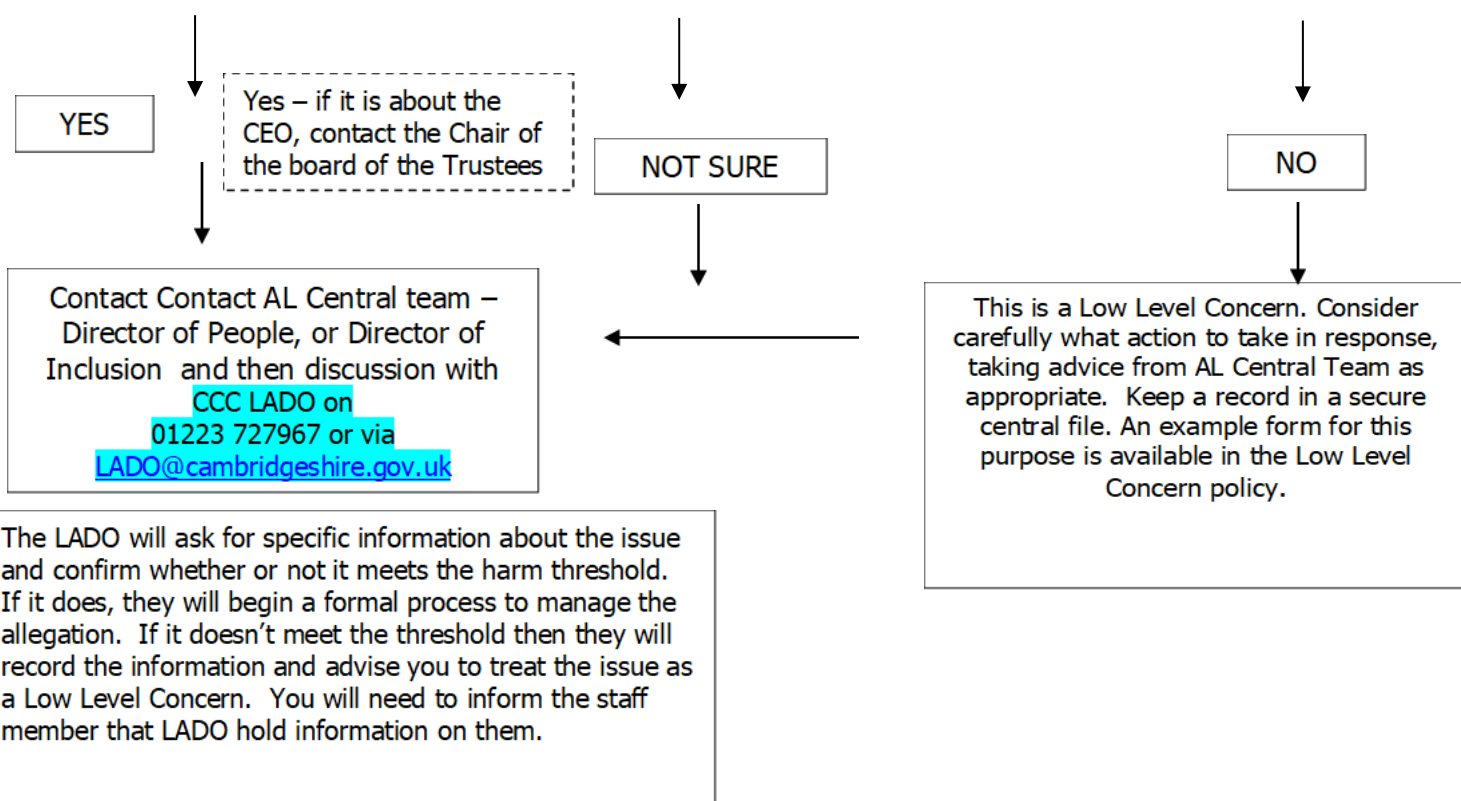 YES
Yes – if it is about the
CEO, contact the Chair of
the board of the Trustees
NOT SURE
NO
Contact Contact AL Central team –
Director of People, or Director of
Inclusion and then discussion with
CCC LADO on
01223 727967 or via
LADO@cambridgeshire.gov.uk
This is a Low Level Concern. Consider
carefully what action to take in response,
taking advice from AL Central Team as
appropriate. Keep a record in a secure
central file. An example form for this
purpose is available in the Low Level
Concern policy.
The LADO will ask for specific information about the issue
and confirm whether or not it meets the harm threshold.
If it does, they will begin a formal process to manage the
allegation. If it doesn’t meet the threshold then they will
record the information and advise you to treat the issue as
a Low Level Concern. You will need to inform the staff
member that LADO hold information on them.